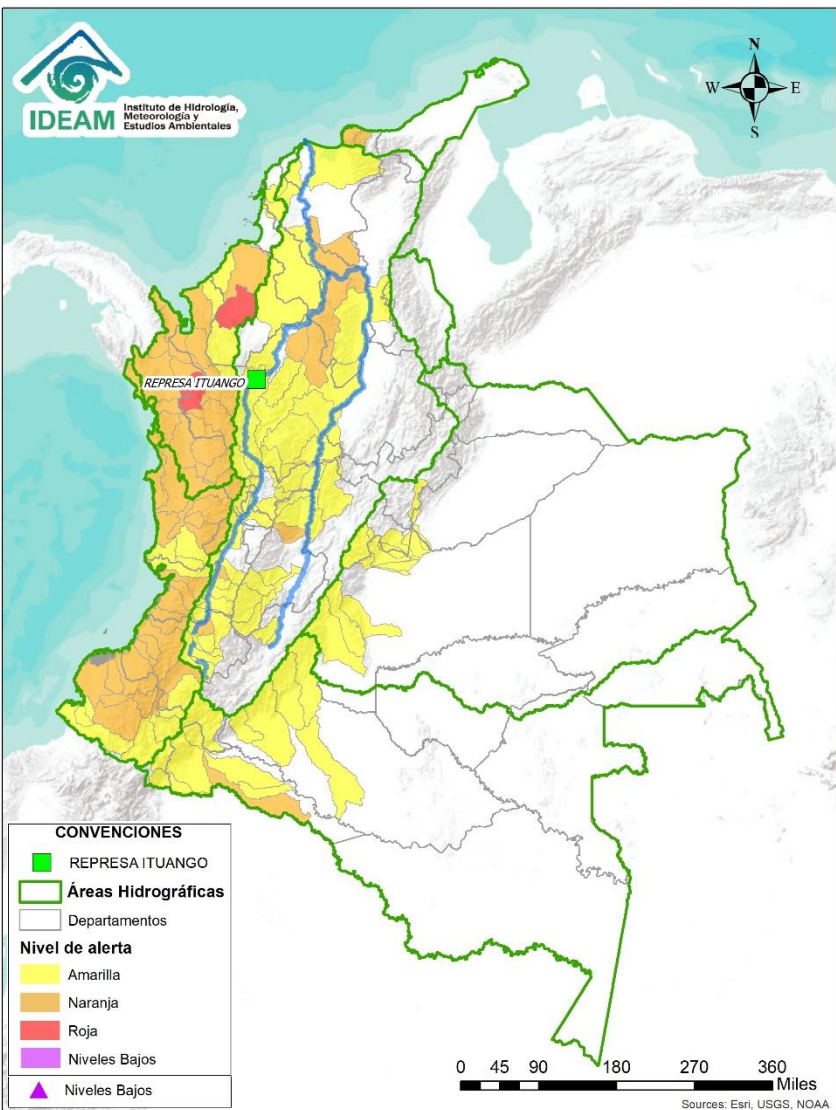 IDEAM
Instituto de Hidrología,
Meteorología y
Estudios Ambientales
N
W
E
S
REPRESA ITUANGO
CONVENCIONES
REPRESA ITUANGO
Áreas Hidrográficas
Departamentos
Nivel de alerta
Amarilla
Naranja
Roja
Niveles Bajos
Niveles Bajos
0 45 90 180 270 360
Miles
Sources: Esri, USGS, NOAA